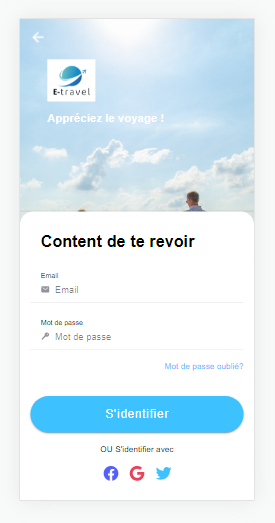 E-travel
Appréciez le voyage !
Content de te revoir
Email
Email
Mot de passe
Mot de passe
Mot de passe oublié?
S'identifier
OU S'identifier avec